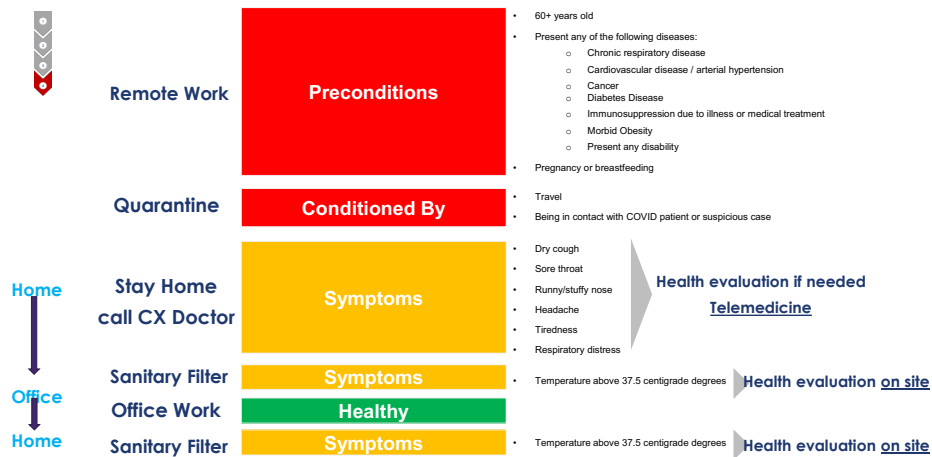 • 60+ years old
• Present any of the following diseases:
o Chronic respiratory disease
o Cardiovascular disease / arterial hypertension
o Cancer
o Diabetes Disease
o Immunosuppression due to illness or medical treatment
o Morbid Obesity
o Present any disability
• Pregnancy or breastfeeding
Remote Work
Preconditions
Quarantine
Conditioned By
• Travel
• Being in contact with COVID patient or suspicious case
Home
Stay Home
call CX Doctor
Symptoms
• Dry cough
• Sore throat
• Runny/stuffy nose
• Headache
• Tiredness
• Respiratory distress
Health evaluation if needed
Telemedicine
Sanitary Filter
Symptoms
• Temperature above 37.5 centigrade degrees
Health evaluation on site
Office
Office Work
Healthy
Home
Sanitary Filter
Symptoms
• Temperature above 37.5 centigrade degrees
Health evaluation on site